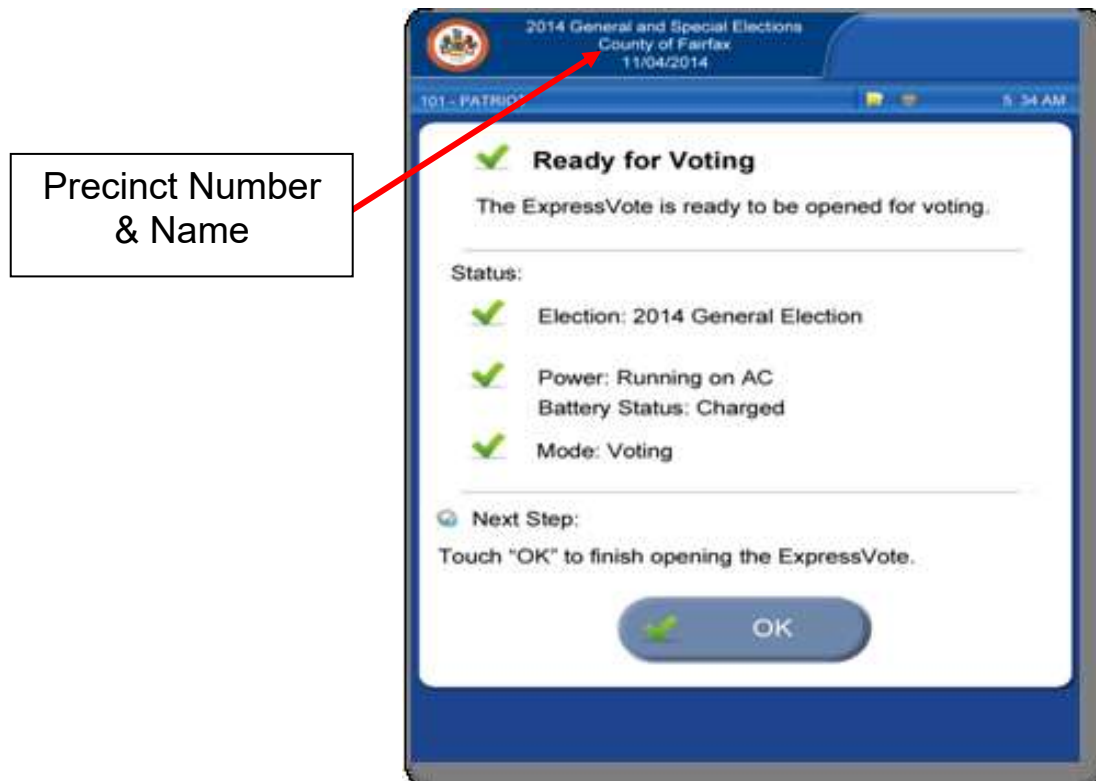 2014 General and Special Elections
County of Fairfax
11/04/2014
101 - PATRIOT
5:34 AM
Precinct Number
& Name
Ready for Voting
The ExpressVote is ready to be opened for voting.
Status:
Election: 2014 General Election
Power: Running on AC
Battery Status: Charged
Mode: Voting
Next Step:
Touch “OK” to finish opening the ExpressVote.
OK